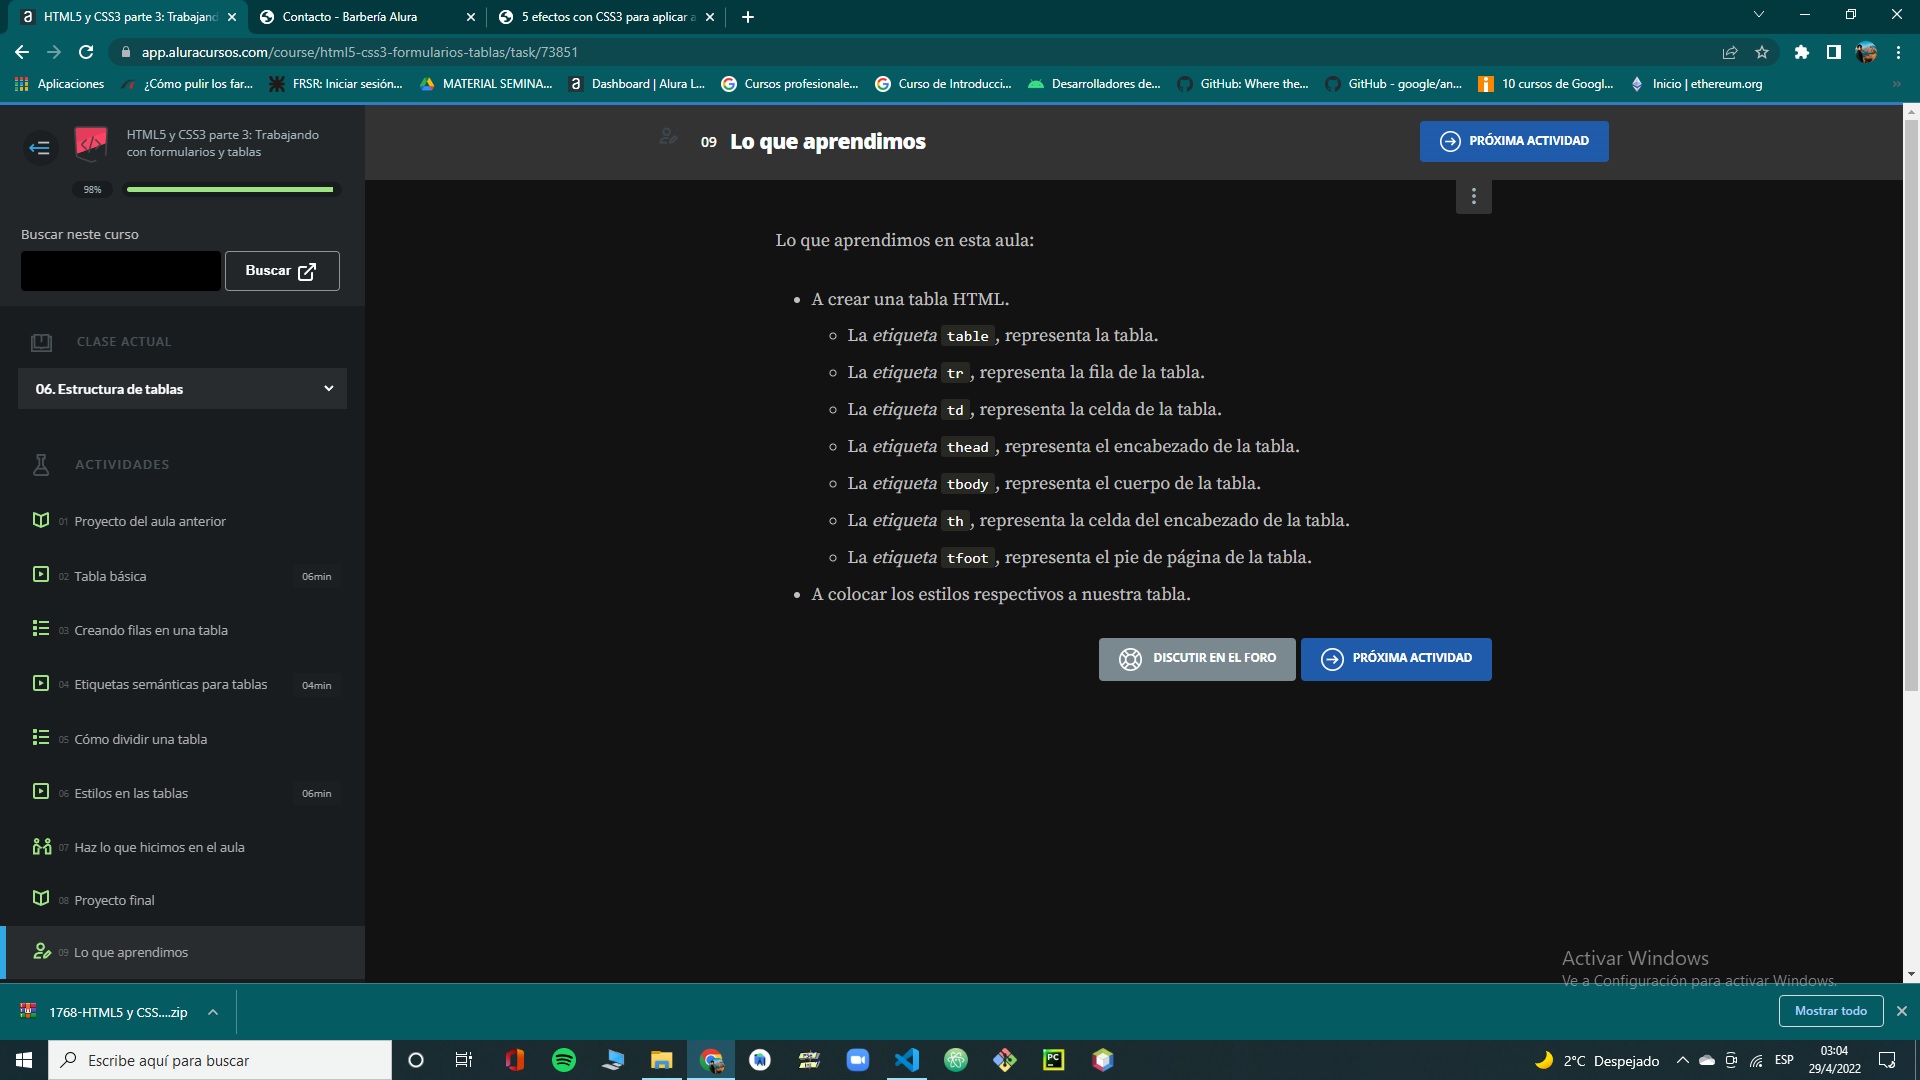 HTML5 y CSS3 parte 3: Trabajand
Contacto - Barbería Alura
5 efectos con CSS3 para aplicar a
app.aluracursos.com/course/html5-css3-formularios-tablas/task/73851
Aplicaciones
¿Cómo pulir los far...
FRSR: Iniciar sesión...
MATERIAL SEMINA...
Dashboard | Alura L...
Cursos profesionale...
Curso de Introducci...
Desarrolladores de...
GitHub: Where the...
GitHub - google/an...
10 cursos de Googl...
Inicio | ethereum.org
HTML5 y CSS3 parte 3: Trabajando
con formularios y tablas
98%
Buscar neste curso
Buscar
CLASE ACTUAL
06. Estructura de tablas
ACTIVIDADES
01 Proyecto del aula anterior
02 Tabla básica 06min
03 Creando filas en una tabla
04 Etiquetas semánticas para tablas 04min
05 Cómo dividir una tabla
06 Estilos en las tablas 06min
07 Haz lo que hicimos en el aula
08 Proyecto final
09 Lo que aprendimos
09 Lo que aprendimos
PRÓXIMA ACTIVIDAD
Lo que aprendimos en esta aula:
A crear una tabla HTML.
La etiqueta table , representa la tabla.
La etiqueta tr , representa la fila de la tabla.
La etiqueta td , representa la celda de la tabla.
La etiqueta thead , representa el encabezado de la tabla.
La etiqueta tbody , representa el cuerpo de la tabla.
La etiqueta th , representa la celda del encabezado de la tabla.
La etiqueta tfoot , representa el pie de página de la tabla.
A colocar los estilos respectivos a nuestra tabla.
DISCUTIR EN EL FORO
PRÓXIMA ACTIVIDAD
Activar Windows
Ve a Configuración para activar Windows.
1768-HTML5 y CSS....zip
Mostrar todo
Escribe aquí para buscar
2°C Despejado
ESP
03:04
29/4/2022